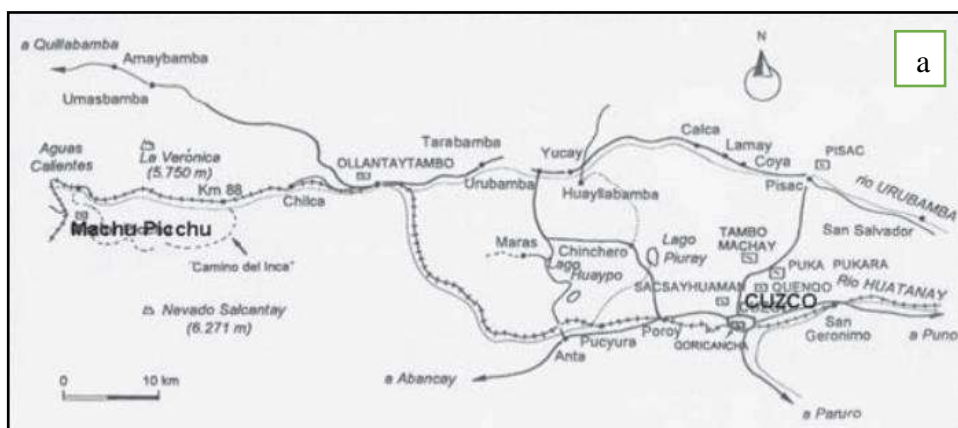 a Quillabamba
Amaybamba
Umasbamba
N
a
Aguas
Calientes
La Verónica
(5.750 m)
Km 88
Chilca
OLLANTAYTAMBO
Tarabamba
Urubamba
Yucay
Huayllabamba
Calca
Lamay
Coya
PISAC
Pisac
río URUBAMBA
San Salvador
Machu Picchu
"Camino del Inca"
Nevado Salcantay
(6.271 m)
Maras
Chinchero
Lago
Huaypo
Lago
Piuray
TAMBO
MACHAY
PUKA PUKARA
SACSAYHUAMAN
QUENQO
CUZCO
Río HUATANAY
QORICANCHA
San
Geronimo
a Puno
Poroy
Pucyura
Anta
a Abancay
a Paruro
0
10 km